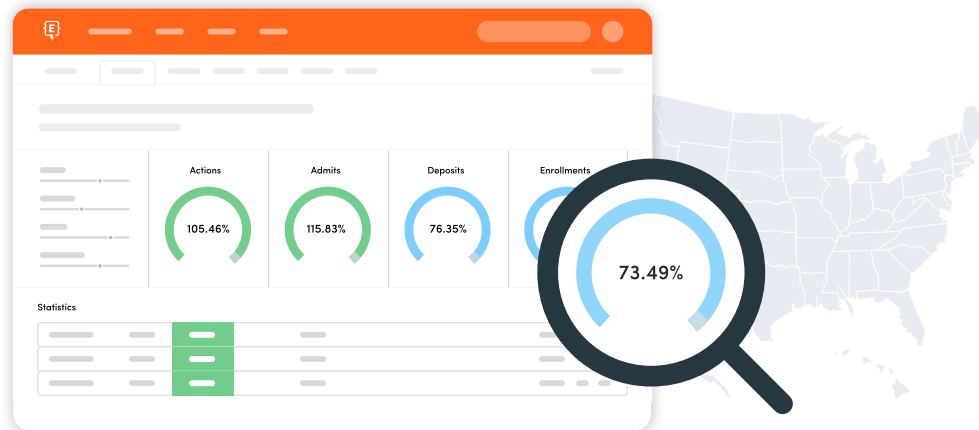 E
Actions
Admits
Deposits
Enrollments
105.46%
115.83%
76.35%
73.49%
Statistics